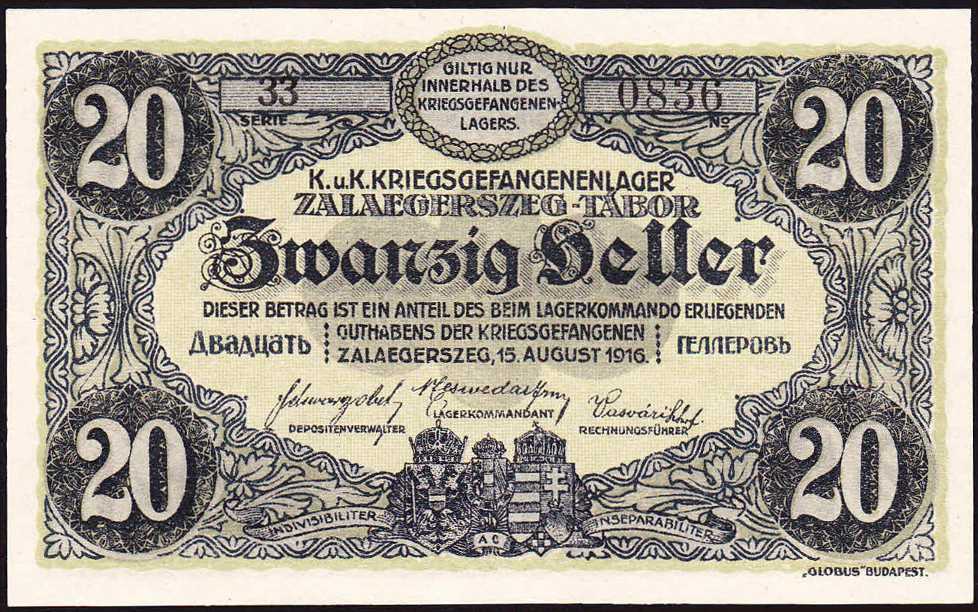 20
20
33
SERIE
GILTIG NUR
INNERHALB DES
KRIEGSGEFANGENEN-
LAGERS.
0836
No
K.u.K.KRIEGSGEFANGENENLAGER
ZALAEGERSZEG-TÁBOR
Zwanzig Heller
DIESER BETRAG IST EIN ANTEIL DES BEIM LAGERKOMMANDO ERLIEGENDEN
Двадцать
GUTHABENS DER KRIEGSGEFANGENEN
ZALAEGERSZEG, 15. AUGUST 1916.
геллеровъ
DEPOSITENVERWALTER
LAGERKOMMANDANT
RECHNUNGSFÜHRER
20
20
INDIVISIBILITER
AC
INSEPARABILITER
„GLOBUS" BUDAPEST.